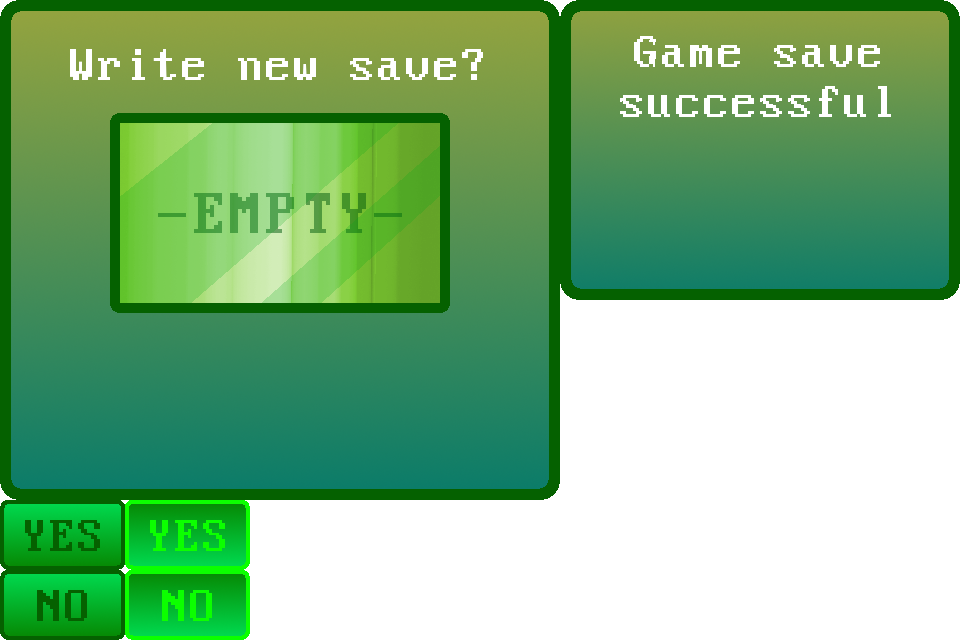 Write new save?
-EMPTY-
Game save
successful
YES YES
NO NO